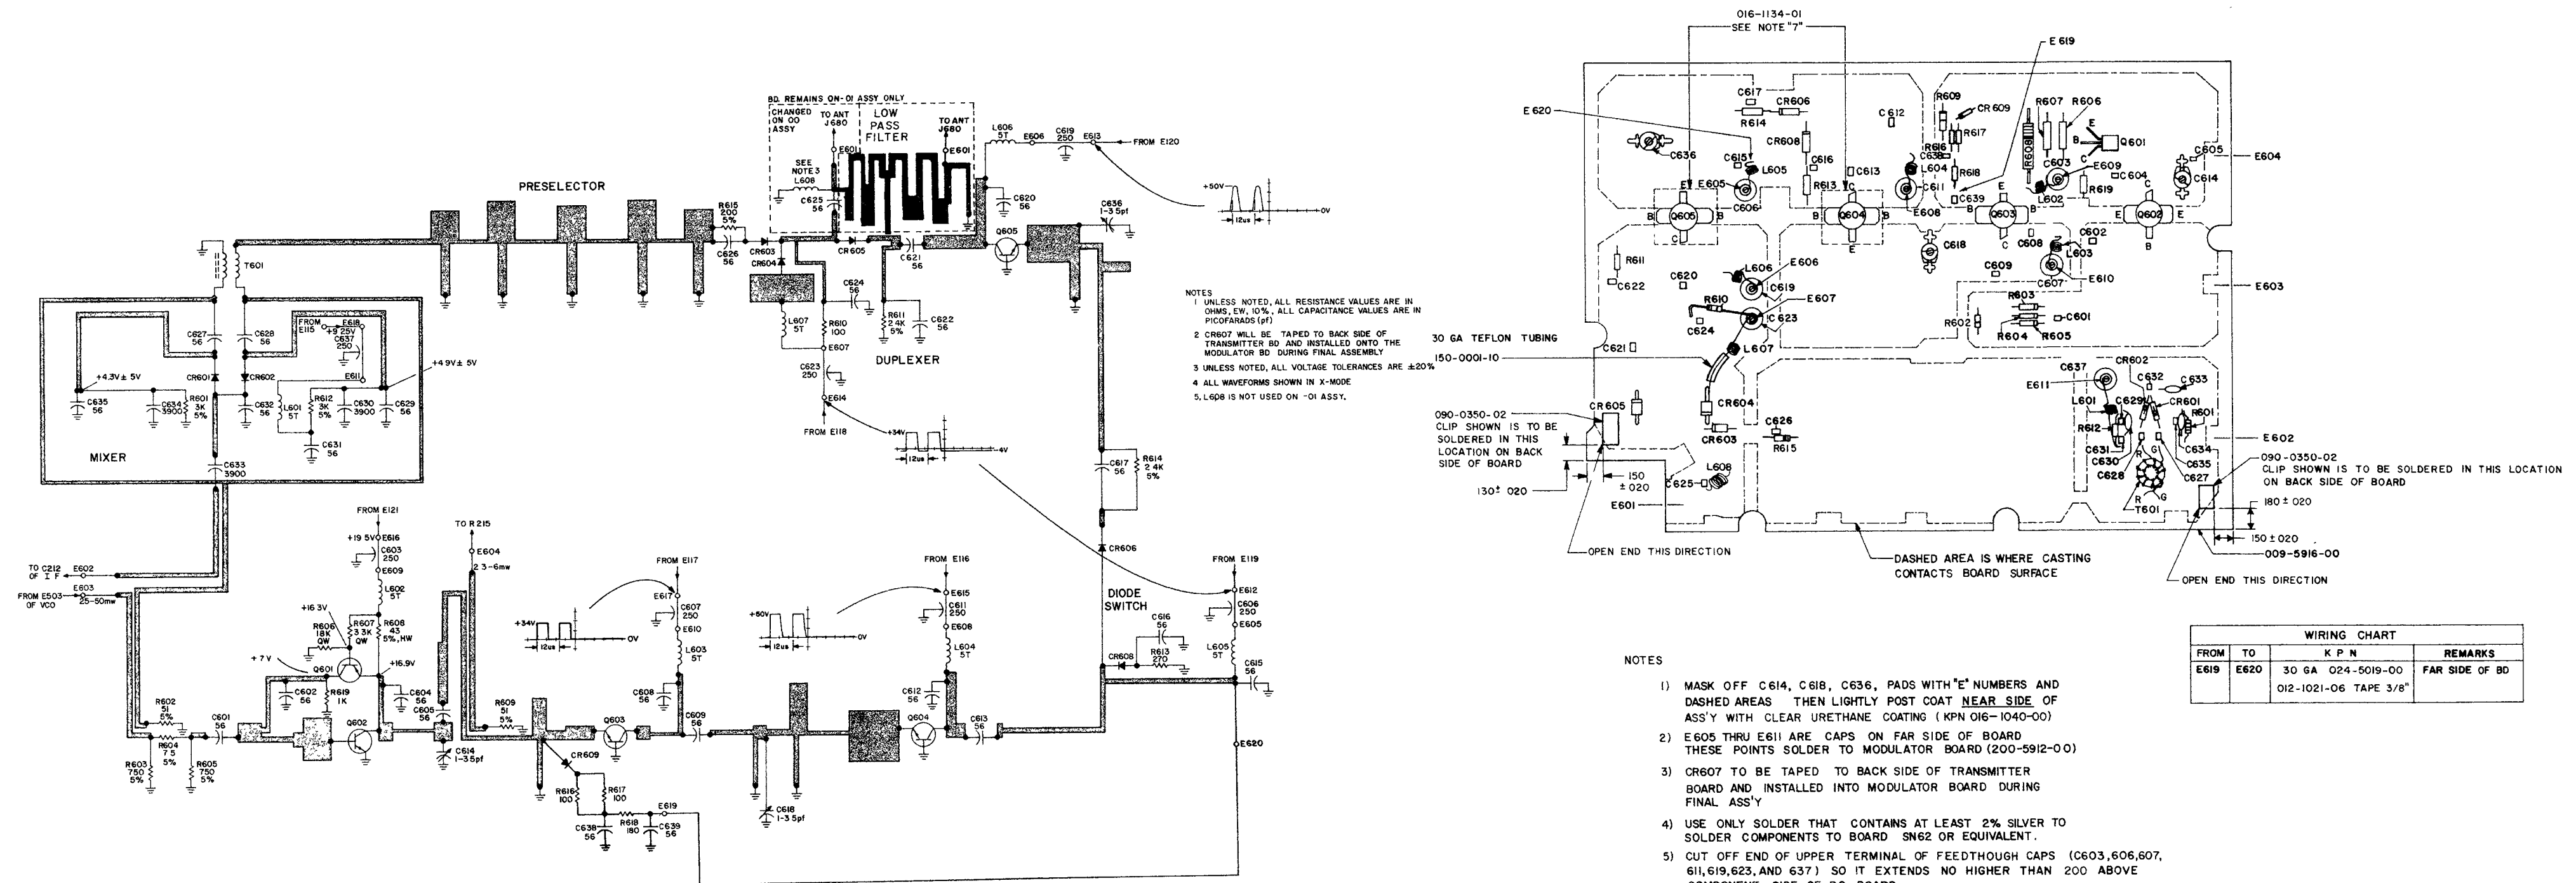 BD. REMAINS ON-01 ASSY ONLY
CHANGED
ON 00
ASSY
TO ANT
J680
LOW
PASS
FILTER
TO ANT
J680
E601
E601
SEE
NOTE 3
L608
C625
56
L606
5T
E606
C619
250
E613
FROM E120
+50V
0V
12us
C620
56
C636
1-3 5pf
PRESELECTOR
R615
200
5%
C626
56
CR603
CR604
CR605
C621
56
Q605
T601
C624
56
L607
5T
R610
100
R611
2 4K
5%
C622
56
E607
DUPLEXER
C623
250
E614
FROM E118
+34V
-4V
12us
C627
56
C628
56
FROM
E115
E618
+9 25V
C637
250
E611
+4.3V± 5V
+4.9V± 5V
CR601
CR602
C635
56
C634
3900
R601
3K
5%
C632
56
L601
5T
R612
3K
5%
C630
3900
C629
56
C631
56
MIXER
C633
3900
NOTES
1 UNLESS NOTED, ALL RESISTANCE VALUES ARE IN
OHMS, EW, 10%, ALL CAPACITANCE VALUES ARE IN
PICOFARADS (pf)
2 CR607 WILL BE TAPED TO BACK SIDE OF
TRANSMITTER BD AND INSTALLED ONTO THE
MODULATOR BD DURING FINAL ASSEMBLY
3 UNLESS NOTED, ALL VOLTAGE TOLERANCES ARE ±20%
4 ALL WAVEFORMS SHOWN IN X-MODE
5. L608 IS NOT USED ON -01 ASSY.
C617
56
R614
2 4K
5%
CR606
DIODE
SWITCH
TO C212
OF I F
E602
FROM E503
OF VCO
E603
25-50mw
FROM E121
+19 5V
E616
C603
250
E609
L602
5T
+16 3V
R606
18K
QW
R607
3 3K
QW
R608
43
5%, HW
+ 7 V
Q601
+16.9V
C602
56
R619
1K
C604
56
C605
56
TO R 215
E604
2 3-6mw
R602
51
5%
C601
56
R604
7 5
5%
R603
750
5%
R605
750
5%
Q602
C614
1-3 5pf
R609
51
5%
FROM E117
E617
C607
250
E610
L603
5T
+34V
0V
12us
C608
56
C609
56
Q603
CR609
R616
100
R617
100
E619
C638
56
R618
180
C639
56
FROM E116
E615
C611
250
E608
L604
5T
+50V
0V
12us
C612
56
Q604
C613
56
C618
1-3 5pf
FROM E119
E612
C606
250
E605
L605
5T
C616
56
CR608
R613
270
C615
56
E620
016-1134-01
SEE NOTE "7"
E 619
E 620
C617
R614
CR606
C612
R609
CR 609
R607
R606
R617
R616
C638
R608
E
B
C
Q601
C636
CR608
C615
L605
C616
C613
L604
R618
C603
E609
C605
E604
E605
R613
C611
C639
L602
R619
C604
C614
C606
E608
Q605
Q604
Q603
Q602
E
B
B
C
C
B
B
E
E
B
B
C
C
E
E
B
C618
C608
C602
L603
R611
C622
C620
L606
E606
C619
C609
C607
E610
E603
R610
E607
C624
C623
R602
R603
C601
R604
R605
30 GA TEFLON TUBING
150-0001-10
C621
L607
CR605
CR604
CR603
C626
R615
090-0350-02
CLIP SHOWN IS TO BE
SOLDERED IN THIS
LOCATION ON BACK
SIDE OF BOARD
150
± 020
130± 020
C625
L608
E601
C637
CR602
C632
C633
E611
L601
C629
CR601
R601
R612
C631
C630
C628
C634
C635
C627
R
G
R
G
T601
E602
090-0350-02
CLIP SHOWN IS TO BE SOLDERED IN THIS LOCATION
ON BACK SIDE OF BOARD
180 ± 020
150 ± 020
009-5916-00
OPEN END THIS DIRECTION
DASHED AREA IS WHERE CASTING
CONTACTS BOARD SURFACE
OPEN END THIS DIRECTION
WIRING CHART
FROM TO K P N REMARKS
E619 E620 30 GA 024-5019-00 FAR SIDE OF BD
012-1021-06 TAPE 3/8"
NOTES
1) MASK OFF C614, C618, C636, PADS WITH "E" NUMBERS AND
DASHED AREAS THEN LIGHTLY POST COAT NEAR SIDE OF
ASS'Y WITH CLEAR URETHANE COATING (KPN 016-1040-00)
2) E605 THRU E611 ARE CAPS ON FAR SIDE OF BOARD
THESE POINTS SOLDER TO MODULATOR BOARD (200-5912-00)
3) CR607 TO BE TAPED TO BACK SIDE OF TRANSMITTER
BOARD AND INSTALLED INTO MODULATOR BOARD DURING
FINAL ASS'Y
4) USE ONLY SOLDER THAT CONTAINS AT LEAST 2% SILVER TO
SOLDER COMPONENTS TO BOARD SN62 OR EQUIVALENT.
5) CUT OFF END OF UPPER TERMINAL OF FEEDTHOUGH CAPS (C603,606,607,
611,619,623, AND 637) SO IT EXTENDS NO HIGHER THAN 200 ABOVE